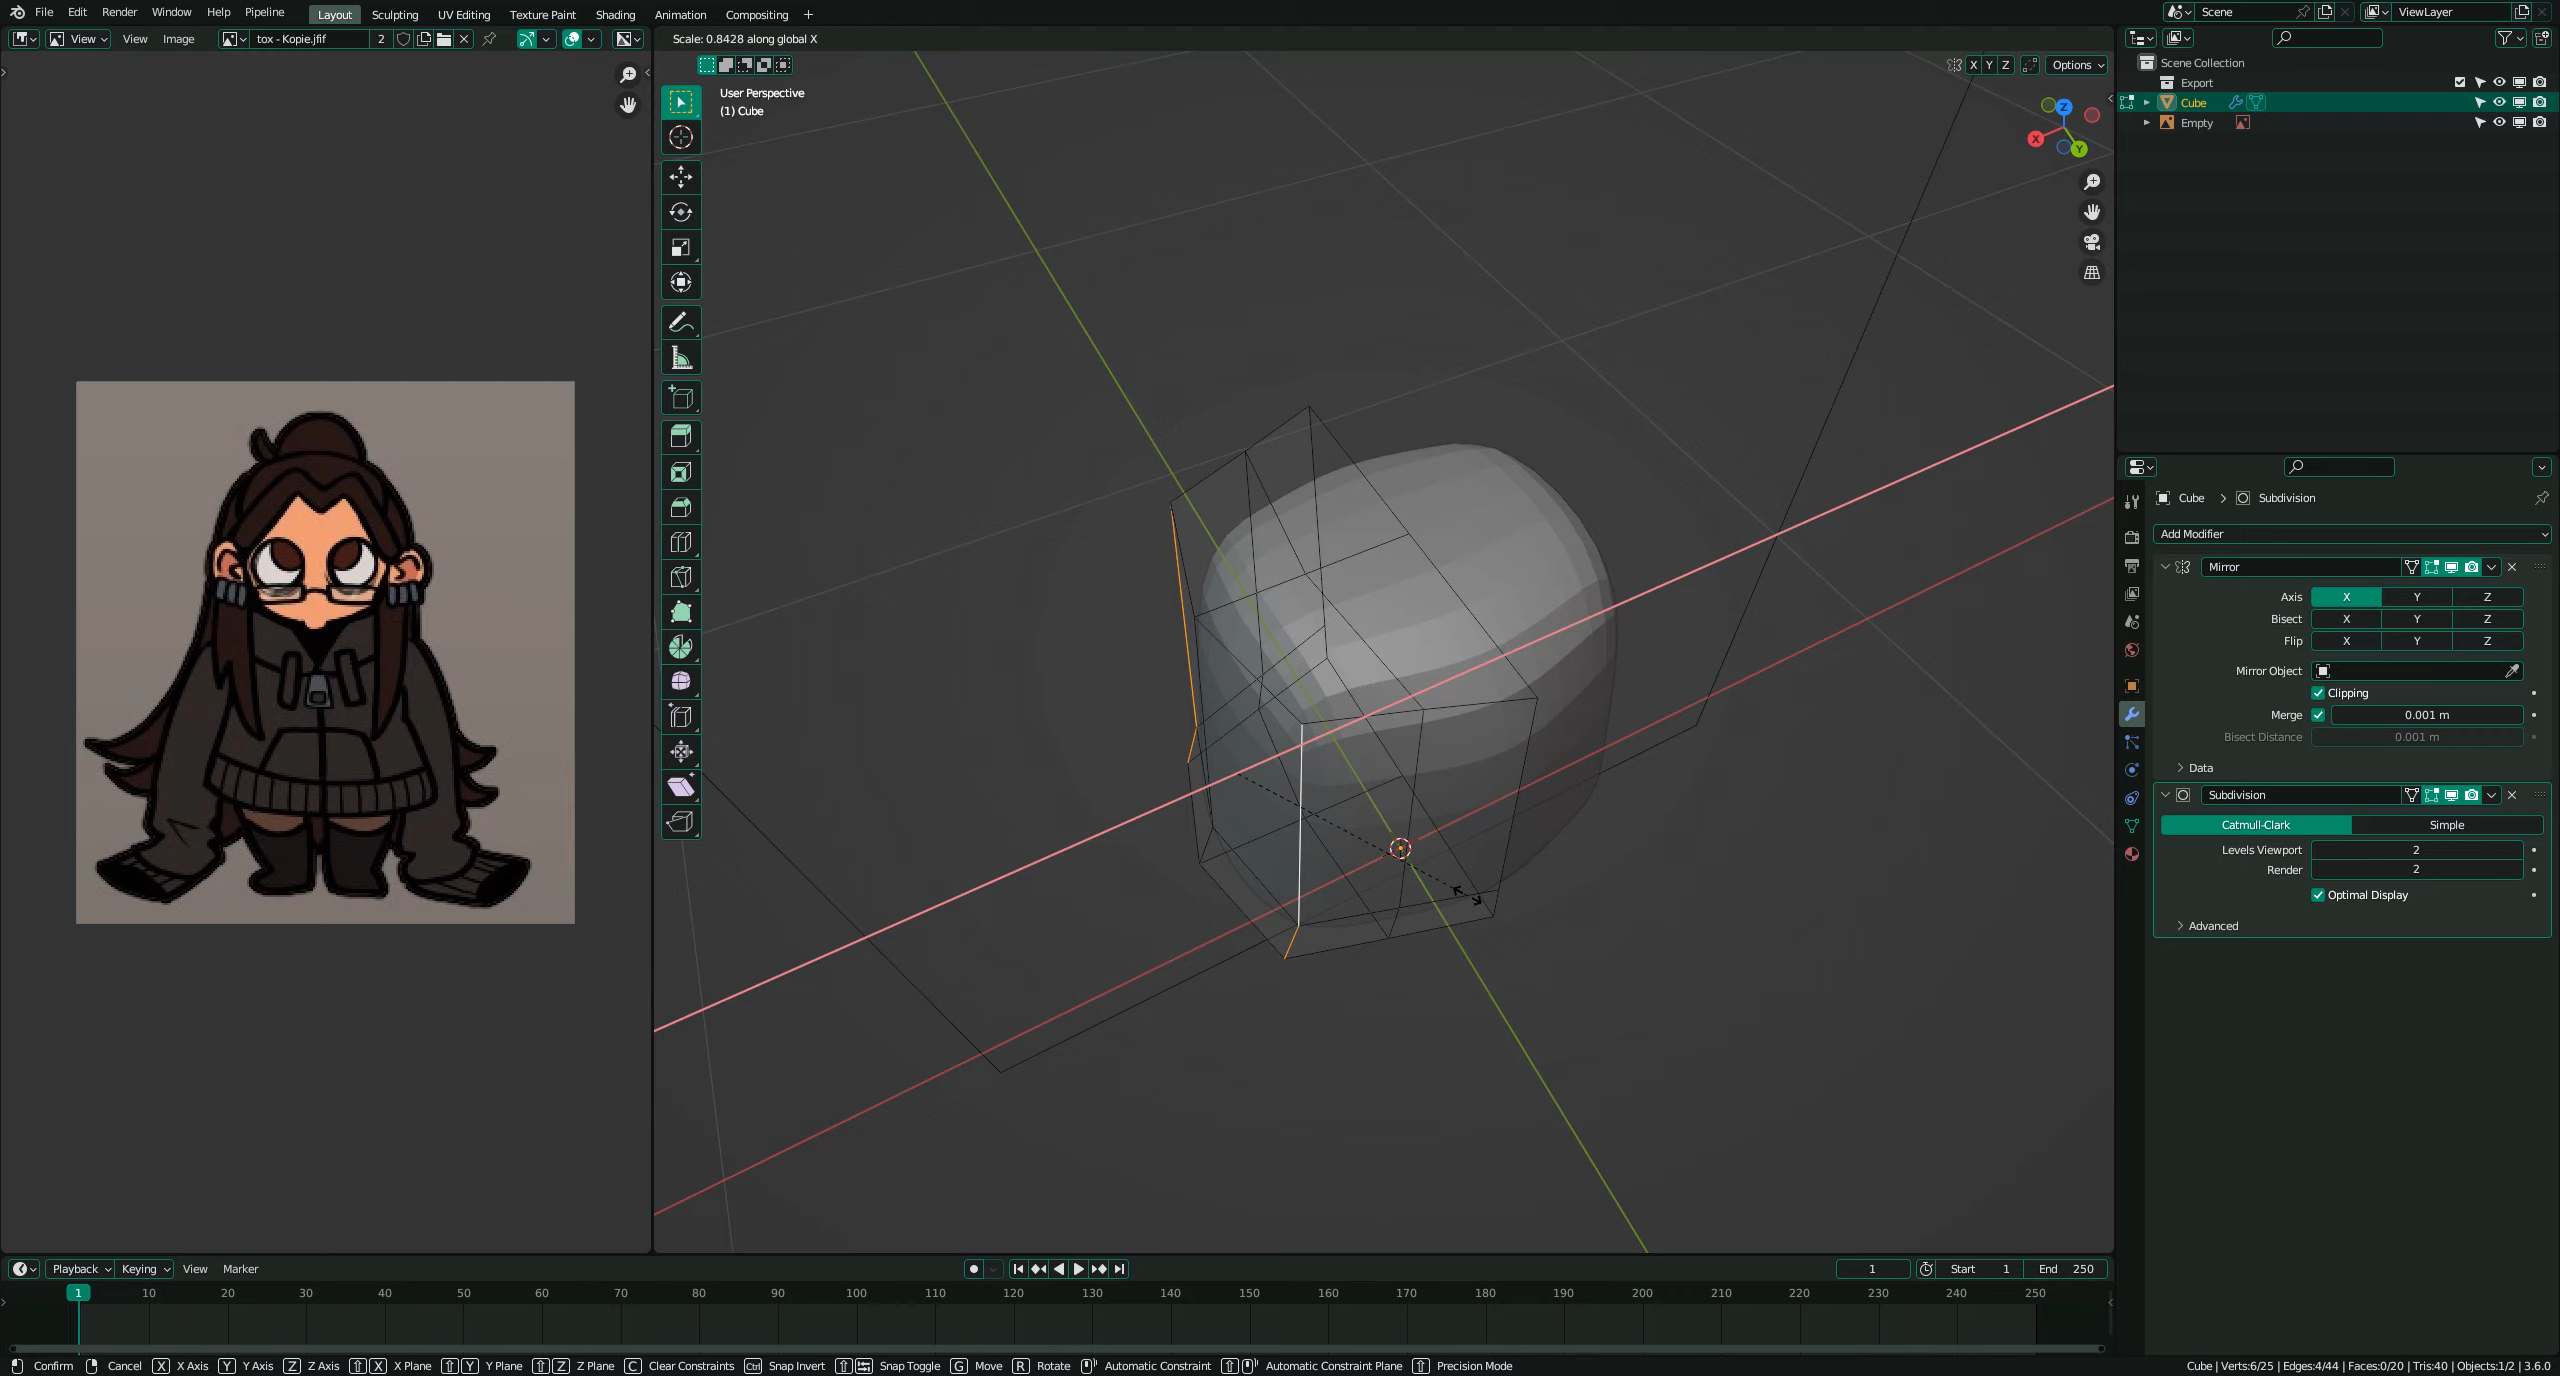 File Edit Render Window Help Pipeline Layout Sculpting UV Editing Texture Paint Shading Animation Compositing +
Scene ViewLayer
View View Image tox - Kopie.jfif 2
Scale: 0.8428 along global X
X Y Z Options
User Perspective
(1) Cube
Z X Y
Scene Collection
Export
Cube
Empty
Cube > Subdivision
Add Modifier
Mirror
Axis X Y Z
Bisect X Y Z
Flip X Y Z
Mirror Object
Clipping
Merge 0.001 m
Bisect Distance 0.001 m
Data
Subdivision
Catmull-Clark Simple
Levels Viewport 2
Render 2
Optimal Display
Advanced
Playback Keying View Marker 1 Start 1 End 250
1 10 20 30 40 50 60 70 80 90 100 110 120 130 140 150 160 170 180 190 200 210 220 230 240 250
Confirm Cancel X X Axis Y Y Axis Z Z Axis X X Plane Y Y Plane Z Z Plane C Clear Constraints Ctrl Snap Invert Snap Toggle G Move R Rotate Automatic Constraint Automatic Constraint Plane Precision Mode
Cube | Verts:6/25 | Edges:4/44 | Faces:0/20 | Tris:40 | Objects:1/2 | 3.6.0